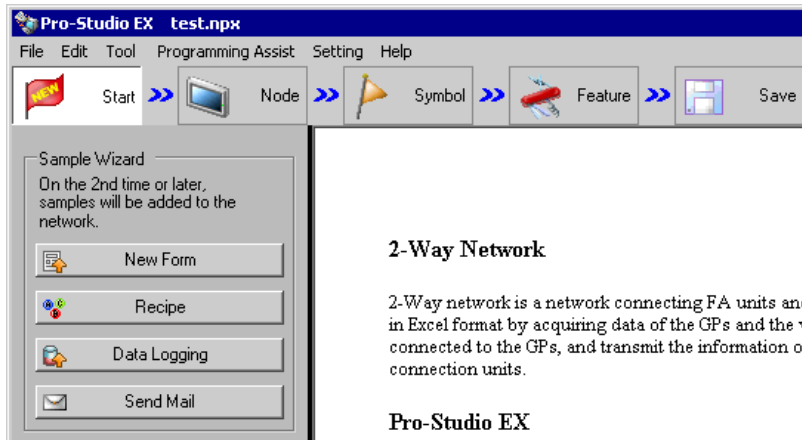 Pro-Studio EX test.npx
File Edit Tool Programming Assist Setting Help
NEW Start Node Symbol Feature Save
Sample Wizard
On the 2nd time or later,
samples will be added to the
network.
New Form
Recipe
Data Logging
Send Mail
2-Way Network
2-Way network is a network connecting FA units and
in Excel format by acquiring data of the GPs and the
connected to the GPs, and transmit the information
connection units.
Pro-Studio EX